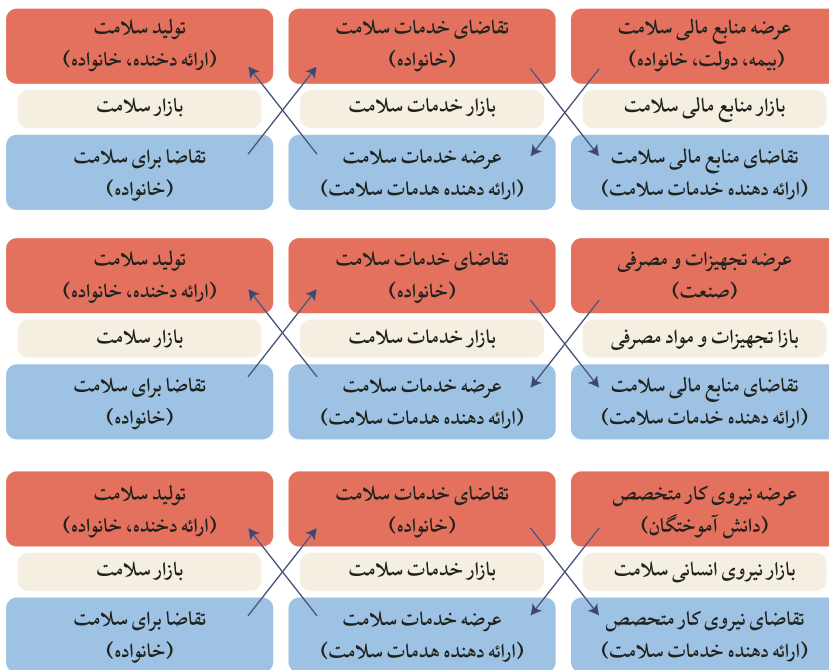 عرضه منابع مالی سلامت
(بیمه، دولت، خانواده)
بازار منابع مالی سلامت
تقاضای منابع مالی سلامت
(ارائه دهنده خدمات سلامت)
تقاضای خدمات سلامت
(خانواده)
بازار خدمات سلامت
عرضه خدمات سلامت
(ارائه دهنده هدمات سلامت)
تولید سلامت
(ارائه دخنده، خانواده)
بازار سلامت
تقاضا برای سلامت
(خانواده)
عرضه تجهیزات و مصرفی
(صنعت)
بازا تجهیزات و مواد مصرفی
تقاضای منابع مالی سلامت
(ارائه دهنده خدمات سلامت)
تقاضای خدمات سلامت
(خانواده)
بازار خدمات سلامت
عرضه خدمات سلامت
(ارائه دهنده هدمات سلامت)
تولید سلامت
(ارائه دخنده، خانواده)
بازار سلامت
تقاضا برای سلامت
(خانواده)
عرضه نیروی کار متخصص
(دانش آموختگان)
بازار نیروی انسانی سلامت
تقاضای نیروی کار متحصص
(ارائه دهنده خدمات سلامت)
تقاضای خدمات سلامت
(خانواده)
بازار خدمات سلامت
عرضه خدمات سلامت
(ارائه دهنده هدمات سلامت)
تولید سلامت
(ارائه دخنده، خانواده)
بازار سلامت
تقاضا برای سلامت
(خانواده)